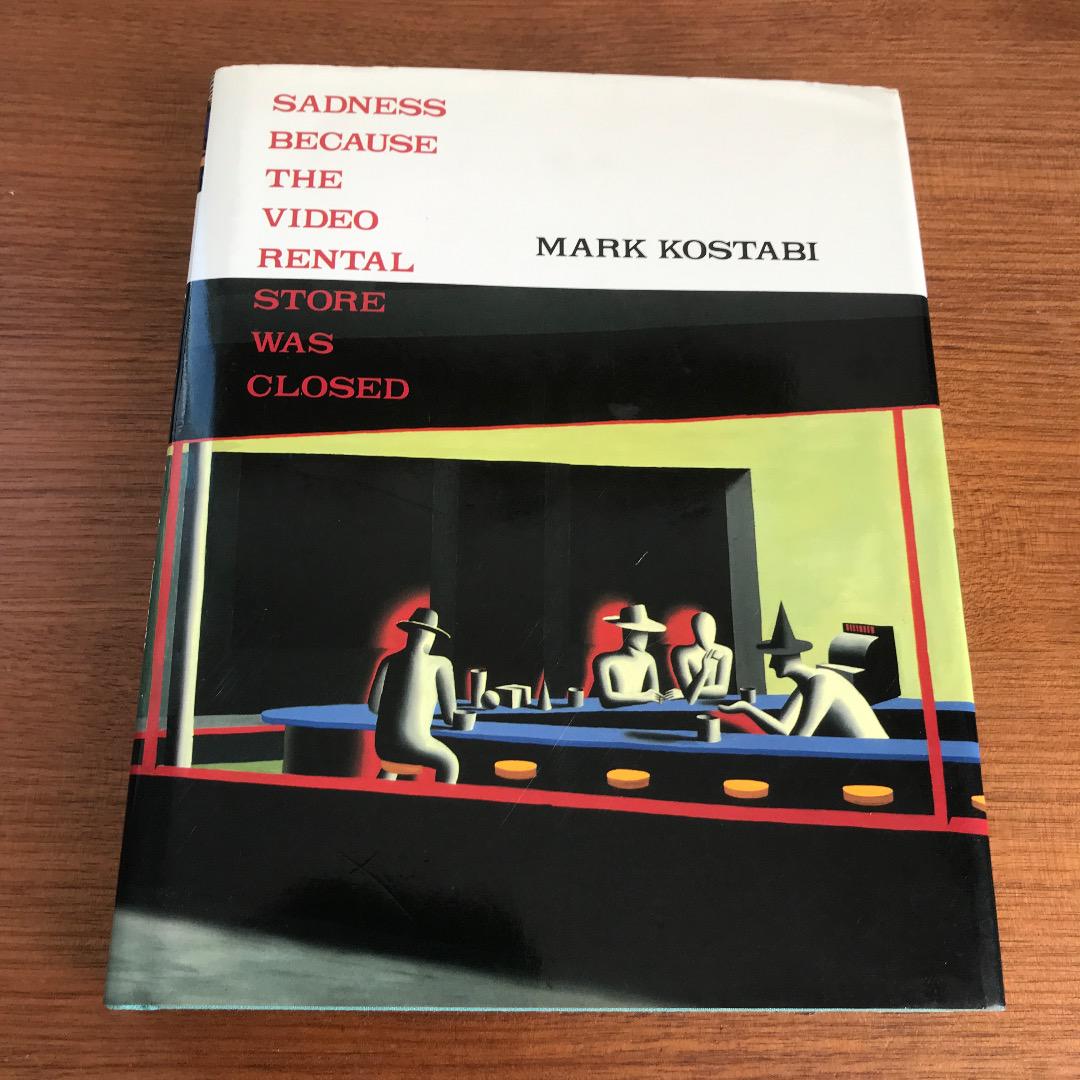 SADNESS
BECAUSE
THE
VIDEO
RENTAL
STORE
WAS
CLOSED
MARK KOSTABI